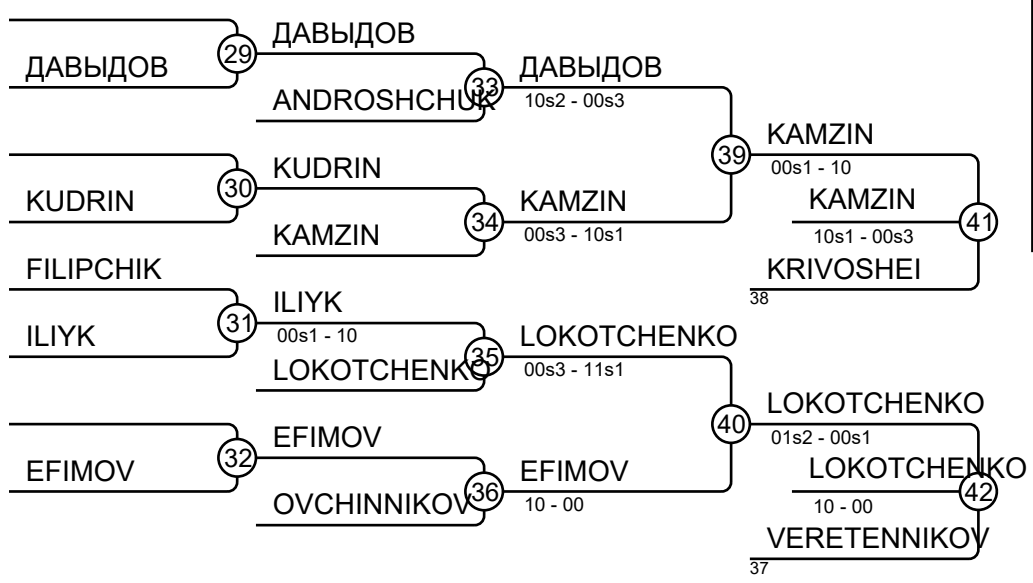 ДАВЫДОВ
29
ДАВЫДОВ
ANDROSHCHUK
33
ДАВЫДОВ
10s2 - 00s3
KUDRIN
30
KUDRIN
KAMZIN
34
KAMZIN
00s3 - 10s1
39
KAMZIN
00s1 - 10
KAMZIN
10s1 - 00s3
41
KRIVOSHEI
38
FILIPCHIK
ILIYK
31
ILIYK
00s1 - 10
LOKOTCHENKO
35
LOKOTCHENKO
00s3 - 11s1
EFIMOV
32
EFIMOV
OVCHINNIKOV
36
EFIMOV
10 - 00
40
LOKOTCHENKO
01s2 - 00s1
LOKOTCHENKO
10 - 00
42
VERETENNIKOV
37